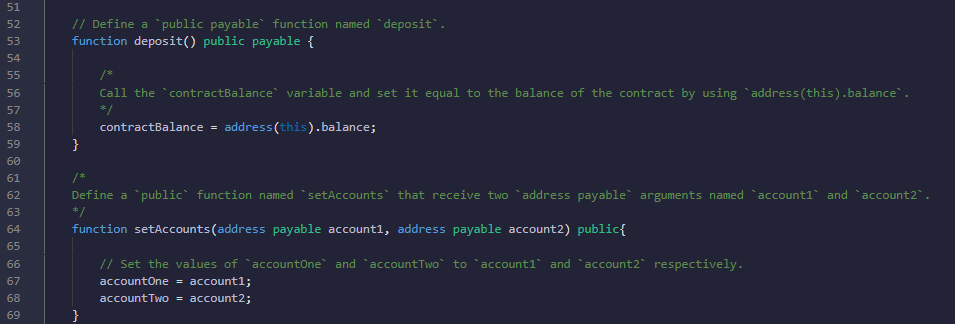 51
52 // Define a `public payable` function named `deposit`.
53 function deposit() public payable {
54
55 /*
56 Call the `contractBalance` variable and set it equal to the balance of the contract by using `address(this).balance`.
57 */
58 contractBalance = address(this).balance;
59 }
60
61 /*
62 Define a `public` function named `setAccounts` that receive two `address payable` arguments named `account1` and `account2`.
63 */
64 function setAccounts(address payable account1, address payable account2) public{
65
66 // Set the values of `accountOne` and `accountTwo` to `account1` and `account2` respectively.
67 accountOne = account1;
68 accountTwo = account2;
69 }